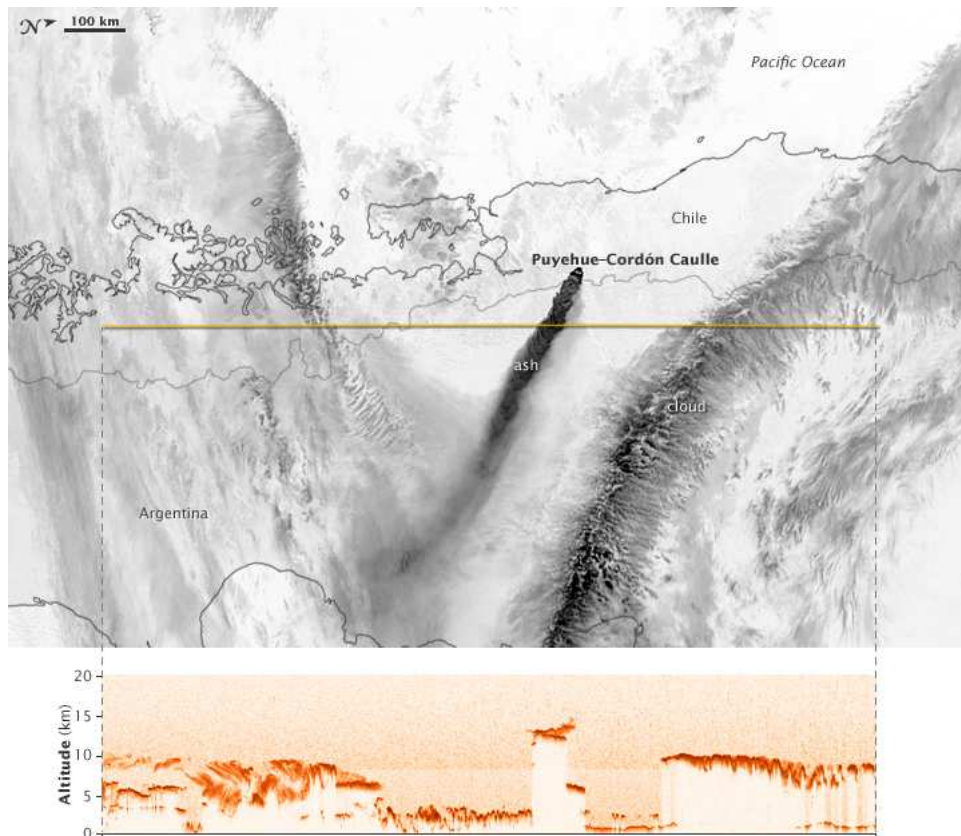 N
100 km
Pacific Ocean
Chile
Puyehue–Cordón Caulle
ash
cloud
Argentina
Altitude (km)
20
15
10
5
0